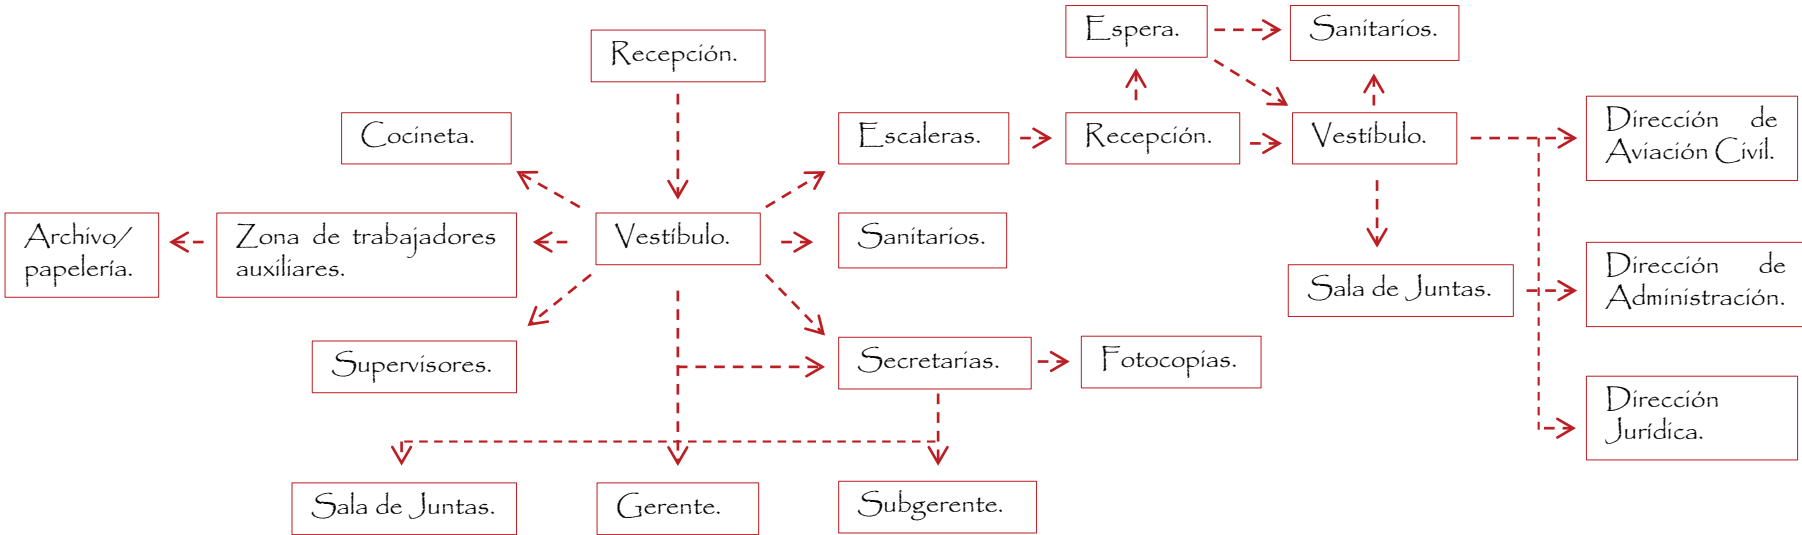 Espera.
Sanitarios.
Recepción.
Cocineta.
Escaleras.
Recepción.
Vestíbulo.
Dirección de
Aviación Civil.
Archivo/
papelería.
Zona de trabajadores
auxiliares.
Vestíbulo.
Sanitarios.
Sala de Juntas.
Dirección de
Administración.
Supervisores.
Secretarias.
Fotocopias.
Dirección
Jurídica.
Sala de Juntas.
Gerente.
Subgerente.